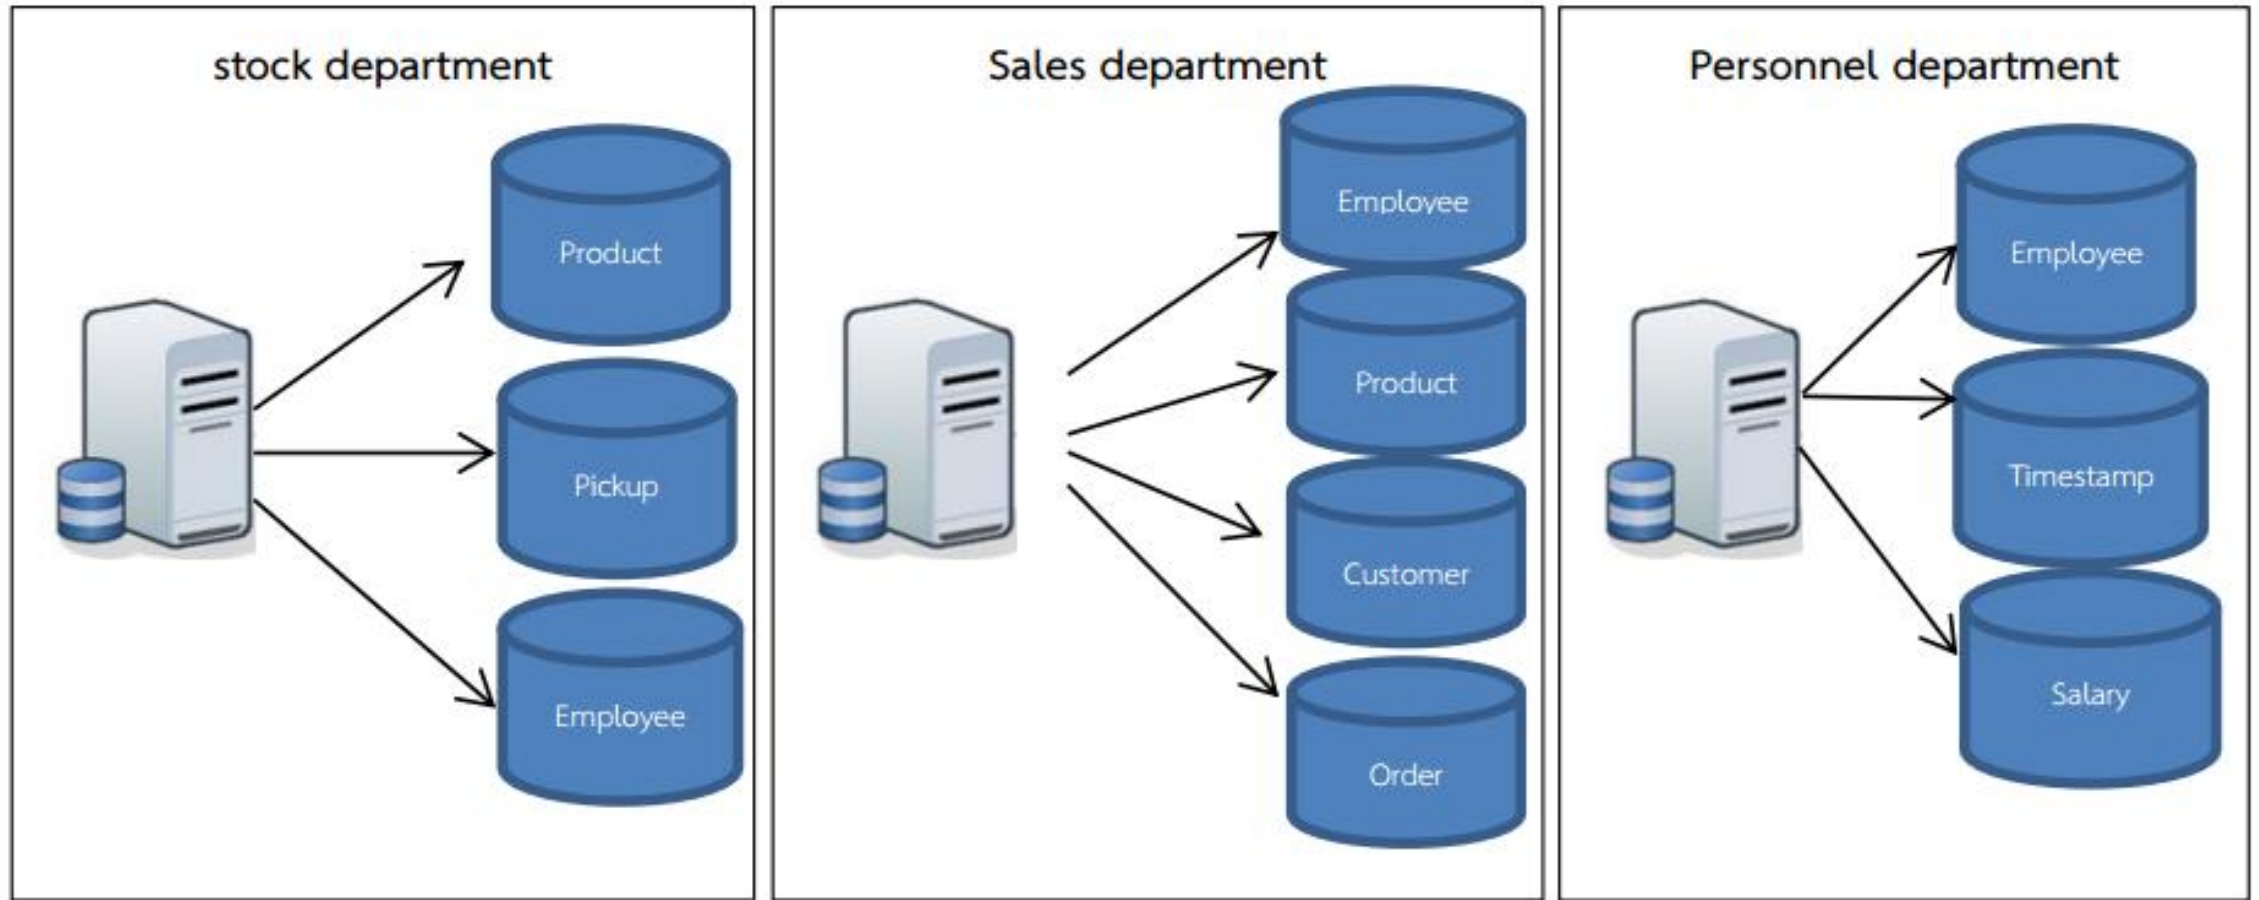 stock department
Product
Pickup
Employee
Sales department
Employee
Product
Customer
Order
Personnel department
Employee
Timestamp
Salary